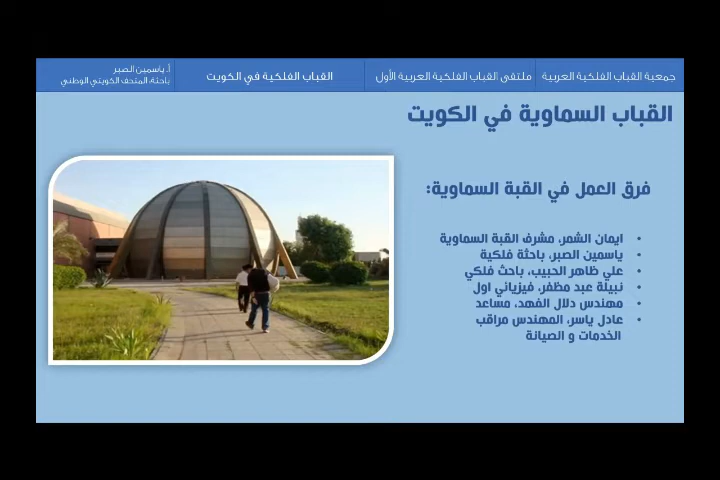 جمعية القباب الفلكية العربية
ملتقى القباب الفلكية العربية الأول
القباب الفلكية في الكويت
أ. ياسمين الصبر
باحثة، المتحف الكويتي الوطني
القباب السماوية في الكويت
فرق العمل في القبة السماوية:
• ايمان الشمر، مشرف القبة السماوية
• ياسمين الصبر، باحثة فلكية
• علي ظاهر الحبيب، باحث فلكي
• نبيلة عبد مظفر، فيزيائي اول
• مهندس دلال الفهد، مساعد
• عادل ياسر، المهندس مراقب
الخدمات و الصيانة